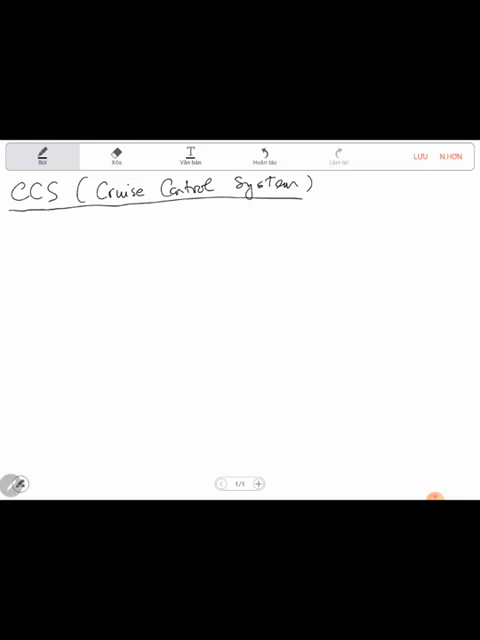 Bút Xóa Văn bản Hoàn tác Làm lại LƯU N.HƠN
CCS (Cruise Control System)
1/1